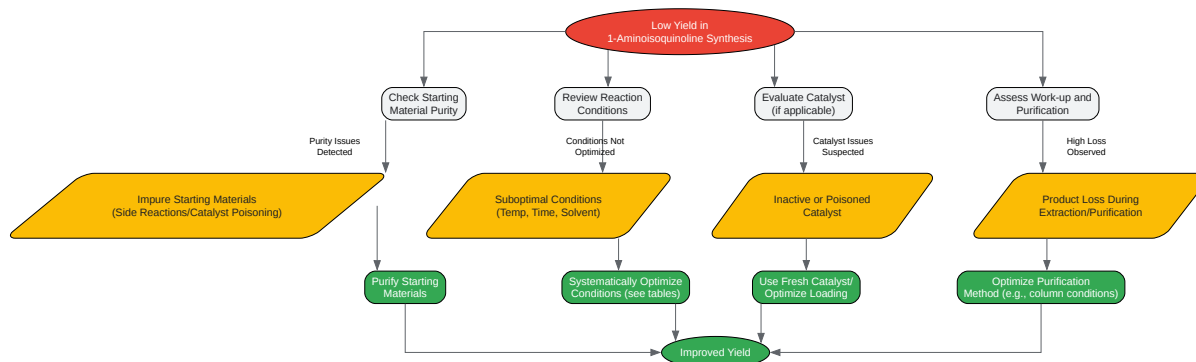 Low Yield in
1-Aminoisoquinoline Synthesis
Check Starting
Material Purity
Review Reaction
Conditions
Evaluate Catalyst
(if applicable)
Assess Work-up and
Purification
Purity Issues
Detected
Conditions Not
Optimized
Catalyst Issues
Suspected
High Loss
Observed
Impure Starting Materials
(Side Reactions/Catalyst Poisoning)
Suboptimal Conditions
(Temp, Time, Solvent)
Inactive or Poisoned
Catalyst
Product Loss During
Extraction/Purification
Purify Starting
Materials
Systematically Optimize
Conditions (see tables)
Use Fresh Catalyst/
Optimize Loading
Optimize Purification
Method (e.g., column conditions)
Improved Yield